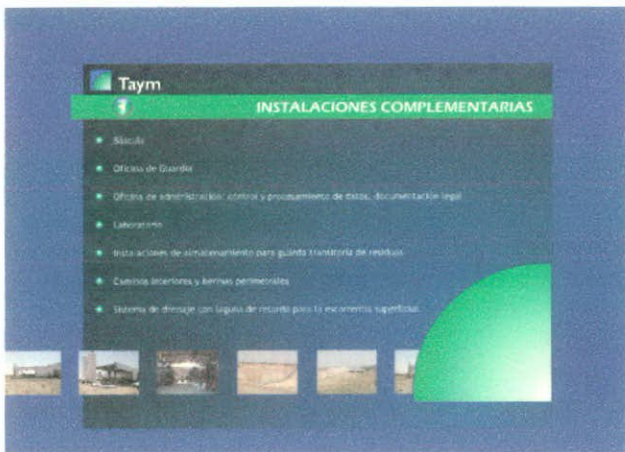 Taym
INSTALACIONES COMPLEMENTARIAS
Báscula
Oficina de Guardia
Oficina de administración: control y procesamiento de datos, documentación legal
Laboratorio
Instalaciones de almacenamiento para guarda transitoria de residuos
Caminos interiores y bermas perimetrales
Sistema de drenaje con laguna de retardo para la escorrentía superficial